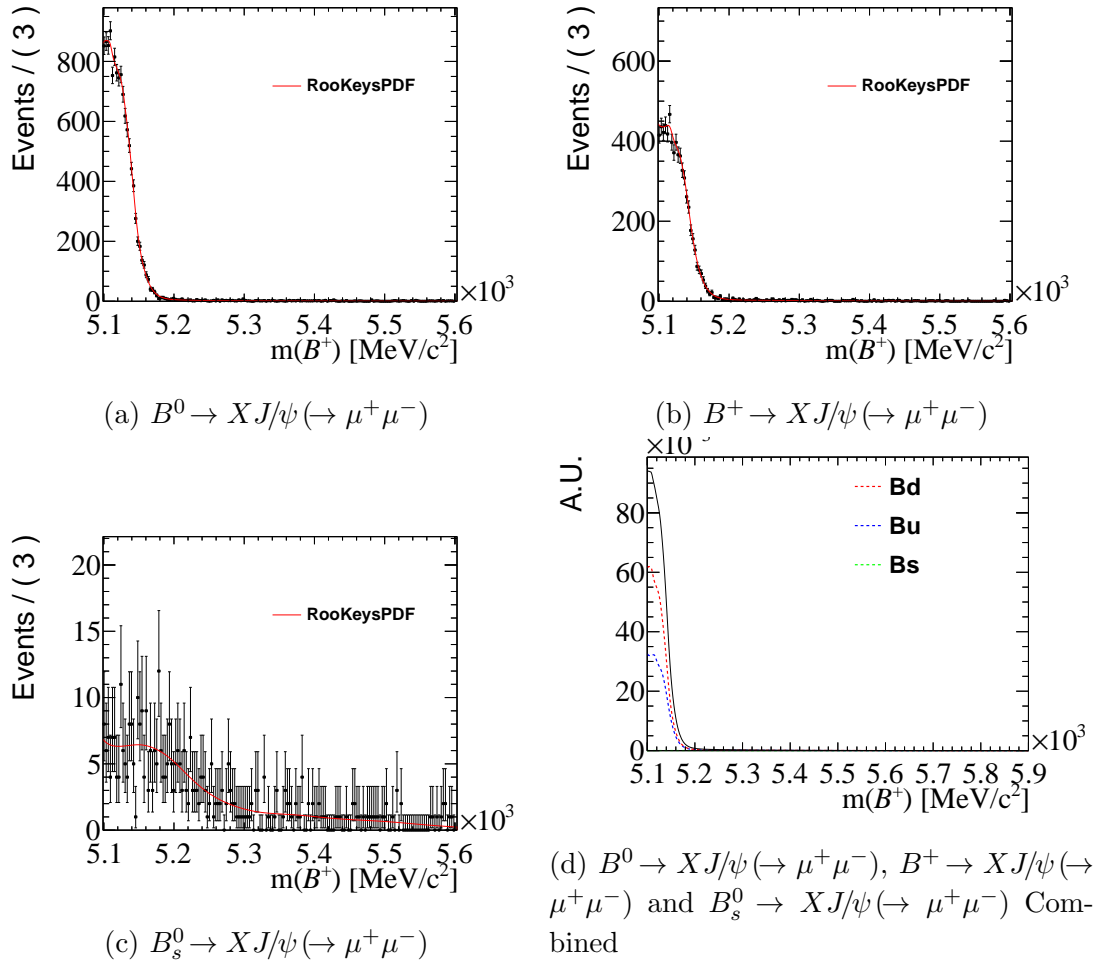 Events / ( 3 )
800
600
400
200
0
RooKeysPDF
5.1 5.2 5.3 5.4 5.5 5.6
×10³
m(B⁺) [MeV/c²]
(a) B⁰ → XJ/ψ(→ μ⁺μ⁻)
Events / ( 3 )
700
600
500
400
300
200
100
0
RooKeysPDF
5.1 5.2 5.3 5.4 5.5 5.6
×10³
m(B⁺) [MeV/c²]
(b) B⁺ → XJ/ψ(→ μ⁺μ⁻)
Events / ( 3 )
20
15
10
5
0
RooKeysPDF
5.1 5.2 5.3 5.4 5.5 5.6
×10³
m(B⁺) [MeV/c²]
(c) B⁰ₛ → XJ/ψ(→ μ⁺μ⁻)
×10
A.U.
80
60
40
20
0
Bd
Bu
Bs
5.1 5.2 5.3 5.4 5.5 5.6 5.7 5.8 5.9
×10³
m(B⁺) [MeV/c²]
(d) B⁰ → XJ/ψ(→ μ⁺μ⁻), B⁺ → XJ/ψ(→
μ⁺μ⁻) and B⁰ₛ → XJ/ψ(→ μ⁺μ⁻) Com-
bined